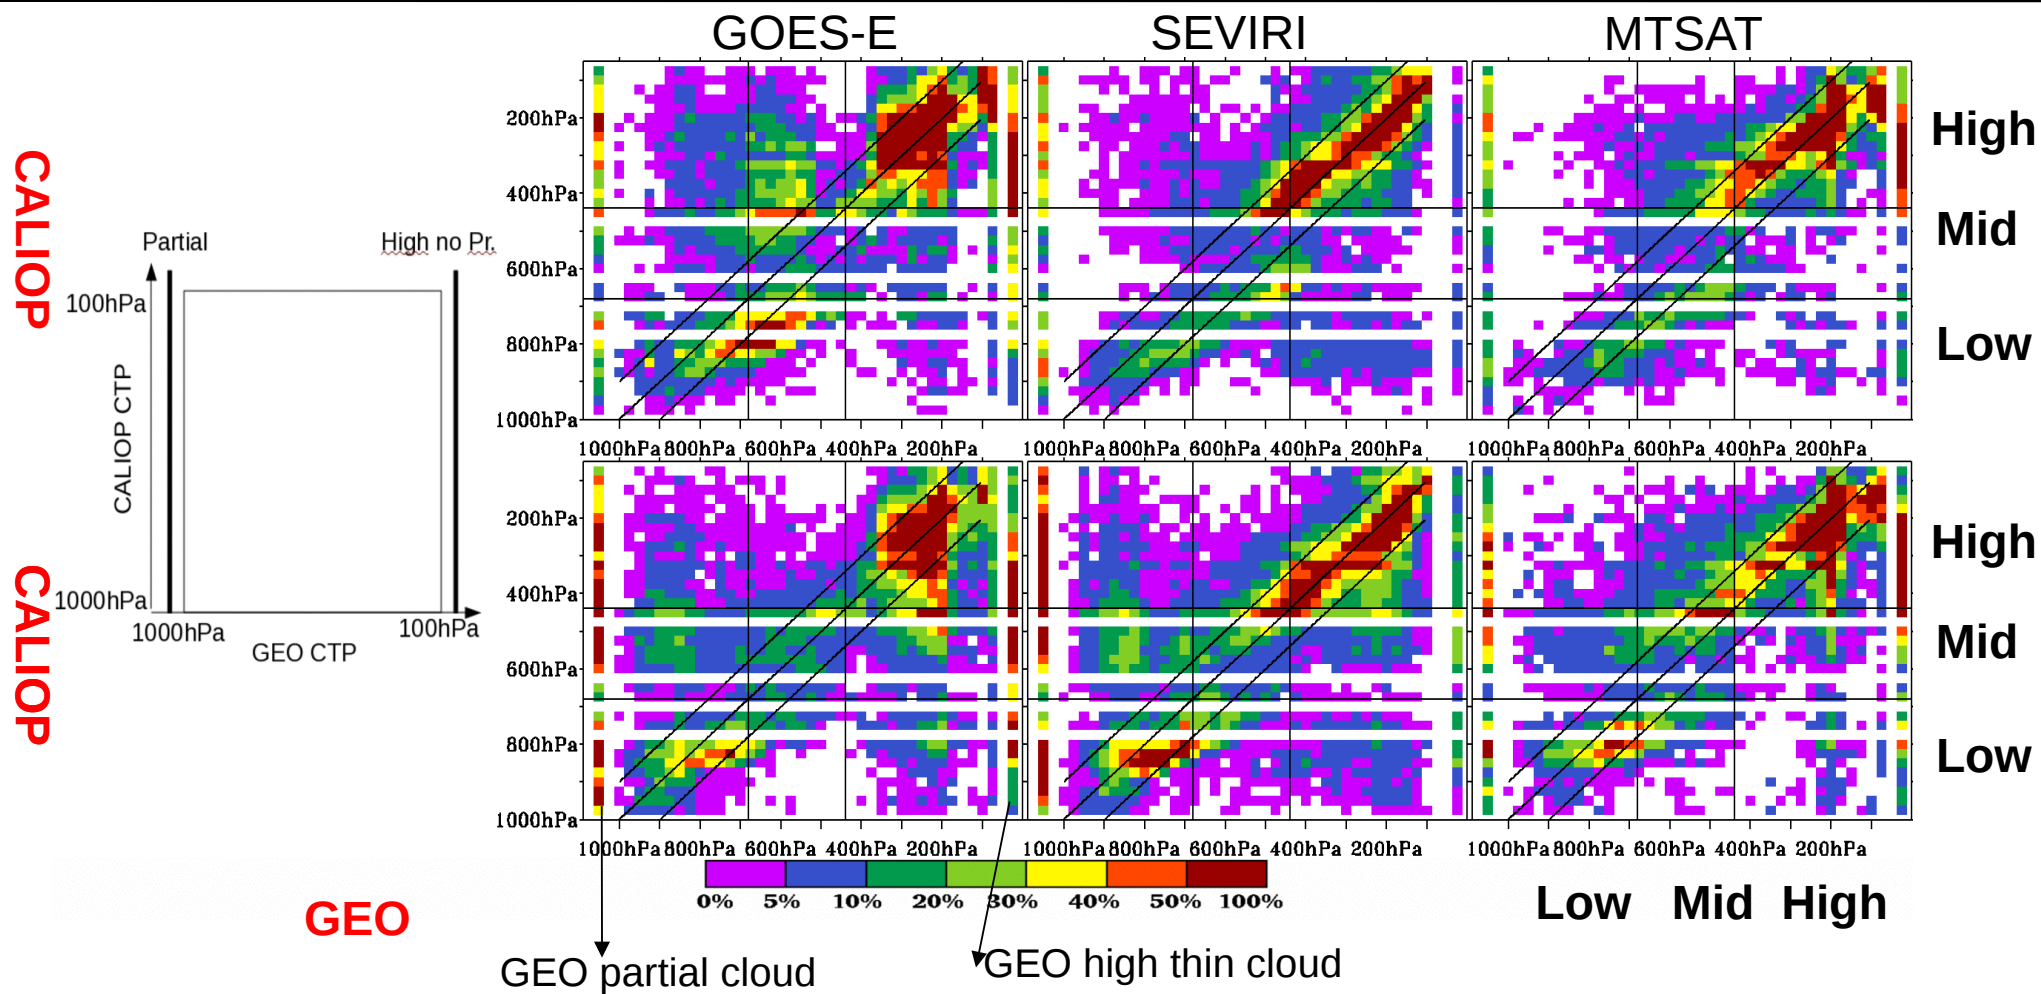 GOES-E SEVIRI MTSAT
200hPa
400hPa
600hPa
800hPa
1000hPa
1000hPa 800hPa 600hPa 400hPa 200hPa 1000hPa 800hPa 600hPa 400hPa 200hPa 1000hPa 800hPa 600hPa 400hPa 200hPa
High
Mid
Low
CALIOP
CALIOP
Partial High no Pr.
100hPa
CALIOP CTP
1000hPa
1000hPa 100hPa
GEO CTP
200hPa
400hPa
600hPa
800hPa
1000hPa
1000hPa 800hPa 600hPa 400hPa 200hPa 1000hPa 800hPa 600hPa 400hPa 200hPa 1000hPa 800hPa 600hPa 400hPa 200hPa
High
Mid
Low
0% 5% 10% 20% 30% 40% 50% 100%
Low Mid High
GEO
GEO partial cloud
GEO high thin cloud